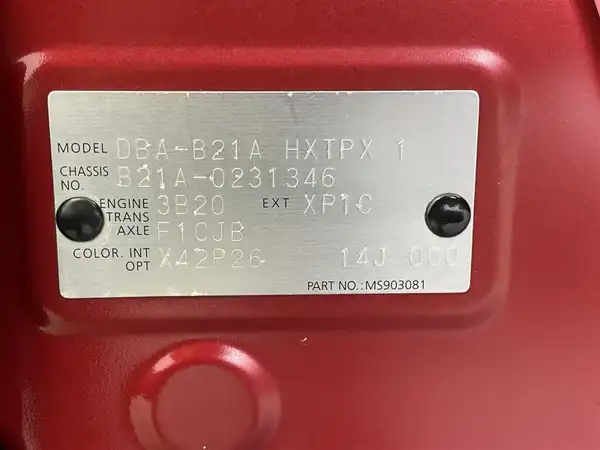 MODEL DBA-B21A HXTPX 1
CHASSIS NO. B21A-0231346
ENGINE 3B20 EXT XP10
TRANS AXLE F1CJB
COLOR. INT OPT X42P26 14J 000
PART NO.: MS903081